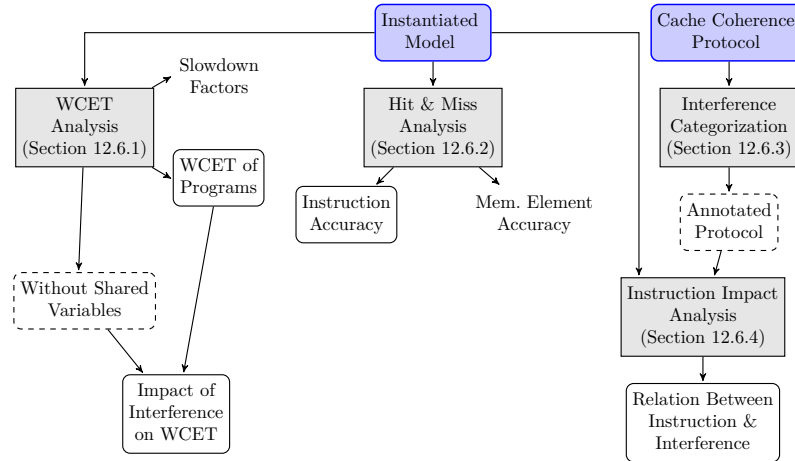 Instantiated
Model
Cache Coherence
Protocol
Slowdown
Factors
WCET
Analysis
(Section 12.6.1)
Hit & Miss
Analysis
(Section 12.6.2)
Interference
Categorization
(Section 12.6.3)
WCET of
Programs
Instruction
Accuracy
Mem. Element
Accuracy
Annotated
Protocol
Without Shared
Variables
Instruction Impact
Analysis
(Section 12.6.4)
Impact of
Interference
on WCET
Relation Between
Instruction &
Interference